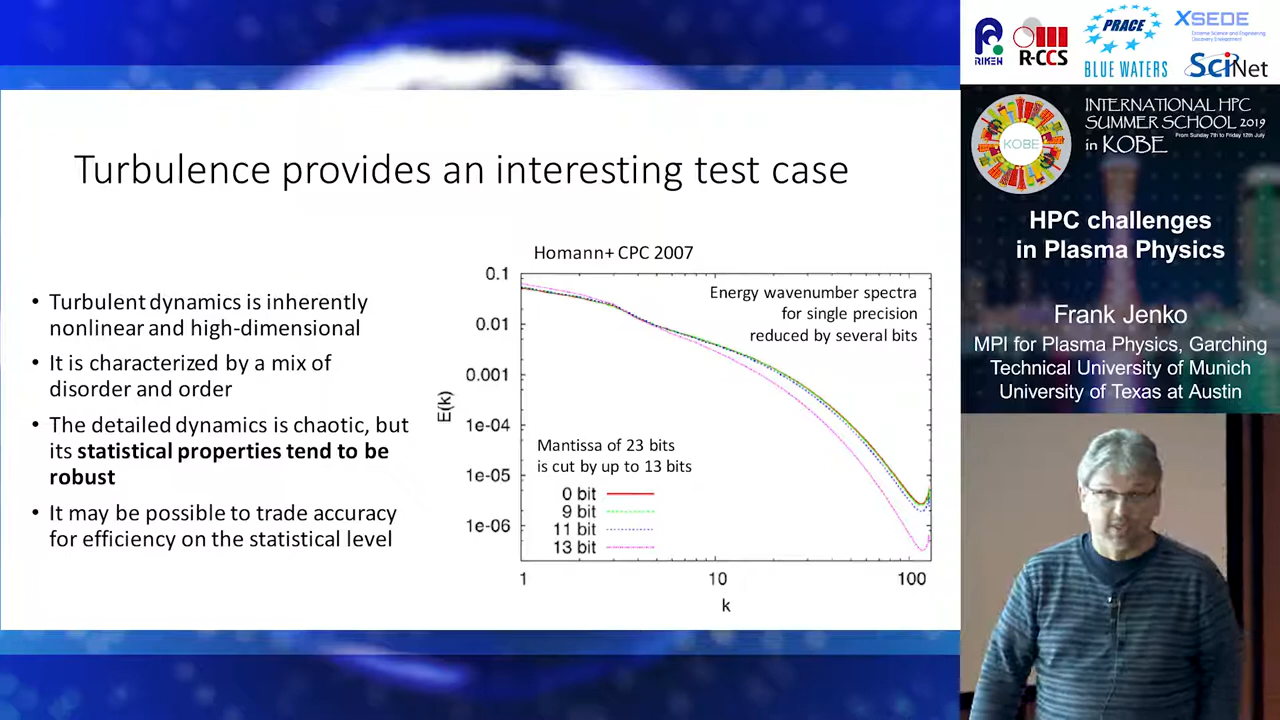 Turbulence provides an interesting test case
• Turbulent dynamics is inherently
nonlinear and high-dimensional
• It is characterized by a mix of
disorder and order
• The detailed dynamics is chaotic, but
its statistical properties tend to be
robust
• It may be possible to trade accuracy
for efficiency on the statistical level
Homann+ CPC 2007
Energy wavenumber spectra
for single precision
reduced by several bits
0.1
0.01
0.001
1e-04
1e-05
1e-06
E(k)
Mantissa of 23 bits
is cut by up to 13 bits
0 bit
9 bit
11 bit
13 bit
1
10
100
k
RIKEN
R-CCS
PRACE
BLUE WATERS
XSEDE
Extreme Science and Engineering
Discovery Environment
SciNet
KOBE
INTERNATIONAL HPC
SUMMER SCHOOL 2019
From Sunday 7th to Friday 12th July
in KOBE
HPC challenges
in Plasma Physics
Frank Jenko
MPI for Plasma Physics, Garching
Technical University of Munich
University of Texas at Austin